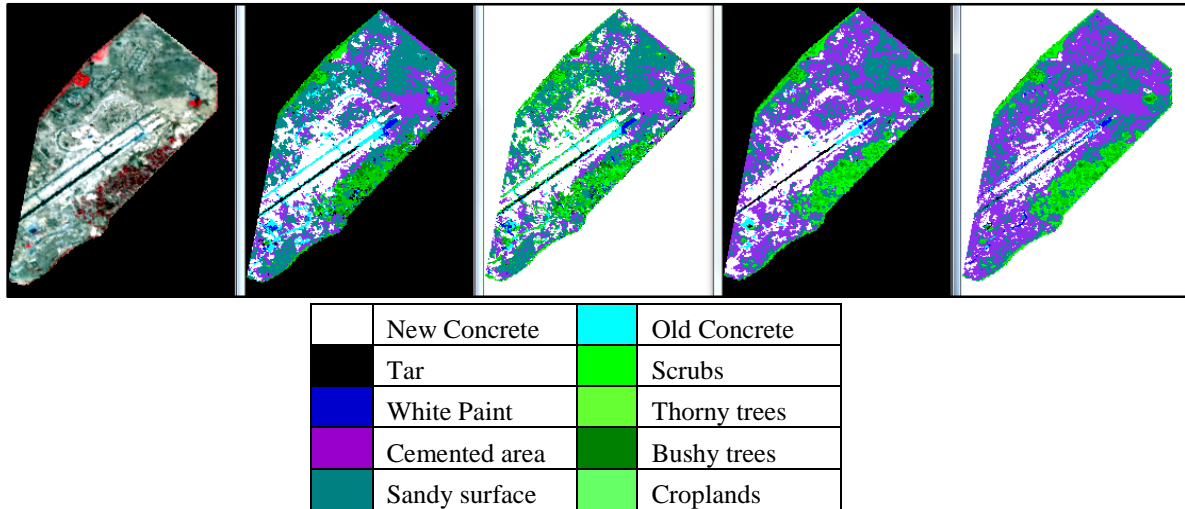 New Concrete Old Concrete
Tar Scrubs
White Paint Thorny trees
Cemented area Bushy trees
Sandy surface Croplands